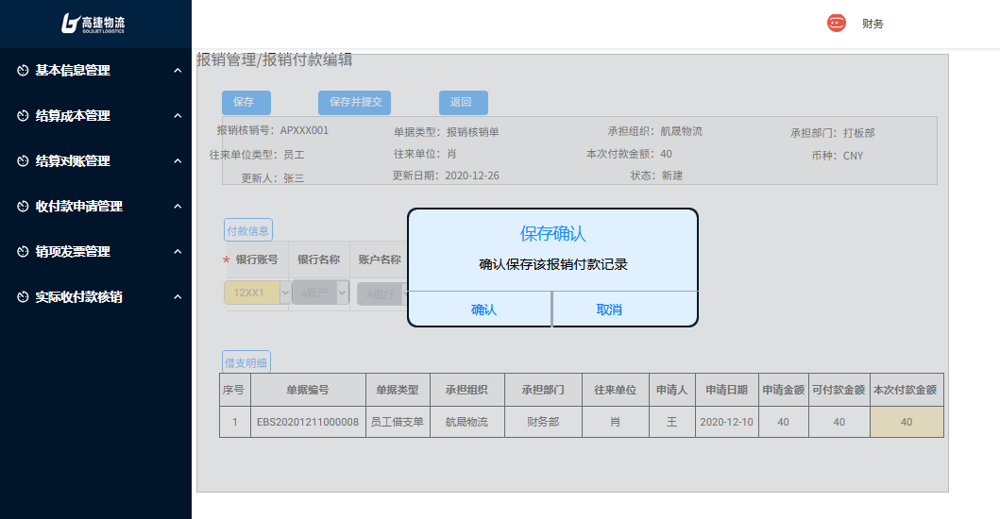 高捷物流
GOLDJET LOGISTICS
财务
基本信息管理
结算成本管理
结算对账管理
收付款申请管理
销项发票管理
实际收付款核销
报销管理/报销付款编辑
保存 保存并提交 返回
报销核销号：APXXX001 单据类型：报销核销单 承担组织：航晟物流 承担部门：打板部
往来单位类型：员工 往来单位：肖 本次付款金额：40 币种：CNY
更新人：张三 更新日期：2020-12-26 状态：新建
付款信息
* 银行账号 银行名称 账户名称
12XX1 a账户 A银行
保存确认
确认保存该报销付款记录
确认 取消
借支明细
序号 单据编号 单据类型 承担组织 承担部门 往来单位 申请人 申请日期 申请金额 可付款金额 本次付款金额
1 EBS20201211000008 员工借支单 航晟物流 财务部 肖 王 2020-12-10 40 40 40